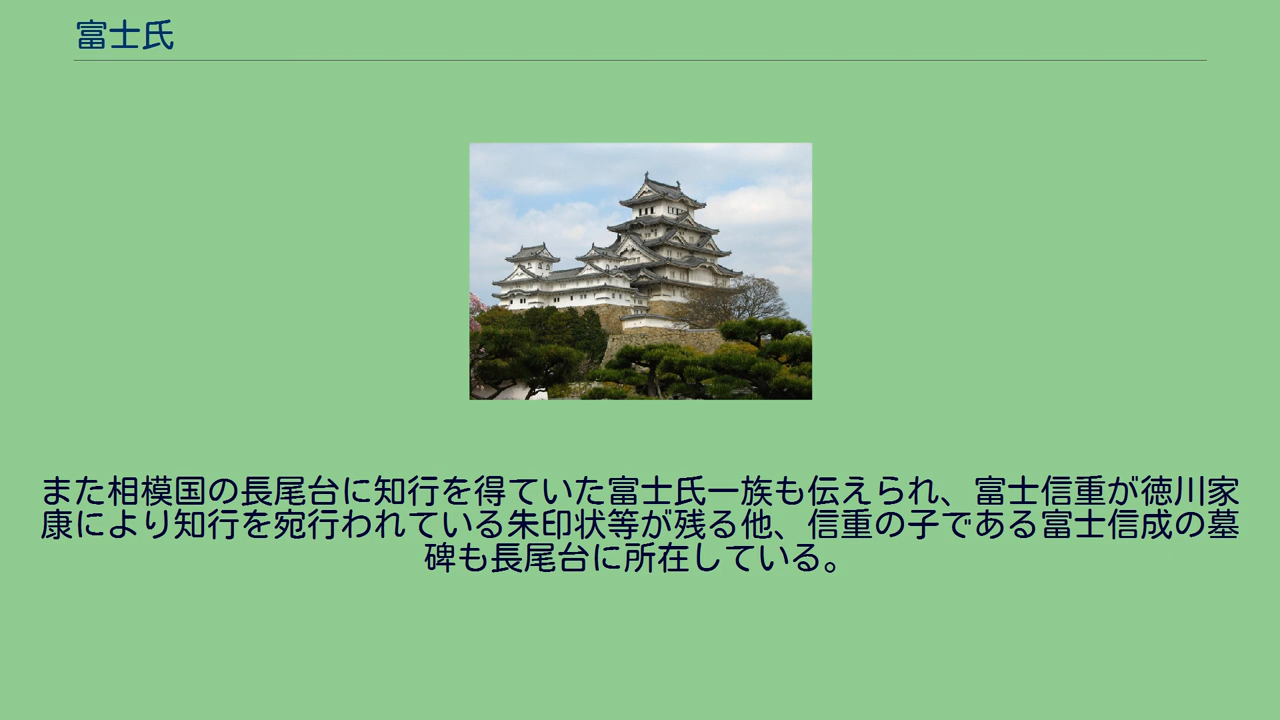 富士氏
また相模国の長尾台に知行を得ていた富士氏一族も伝えられ、富士信重が徳川家
康により知行を宛行われている朱印状等が残る他、信重の子である富士信成の墓
碑も長尾台に所在している。